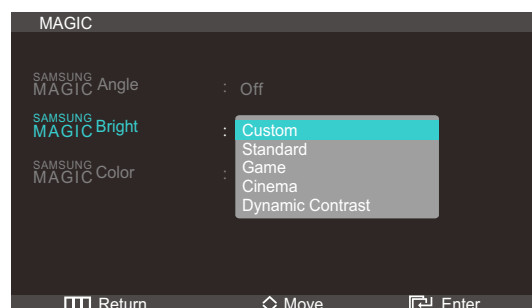 MAGIC
SAMSUNG MAGIC Angle : Off
SAMSUNG MAGIC Bright : Custom
Standard
Game
SAMSUNG MAGIC Color :
Cinema
Dynamic Contrast
Return Move Enter